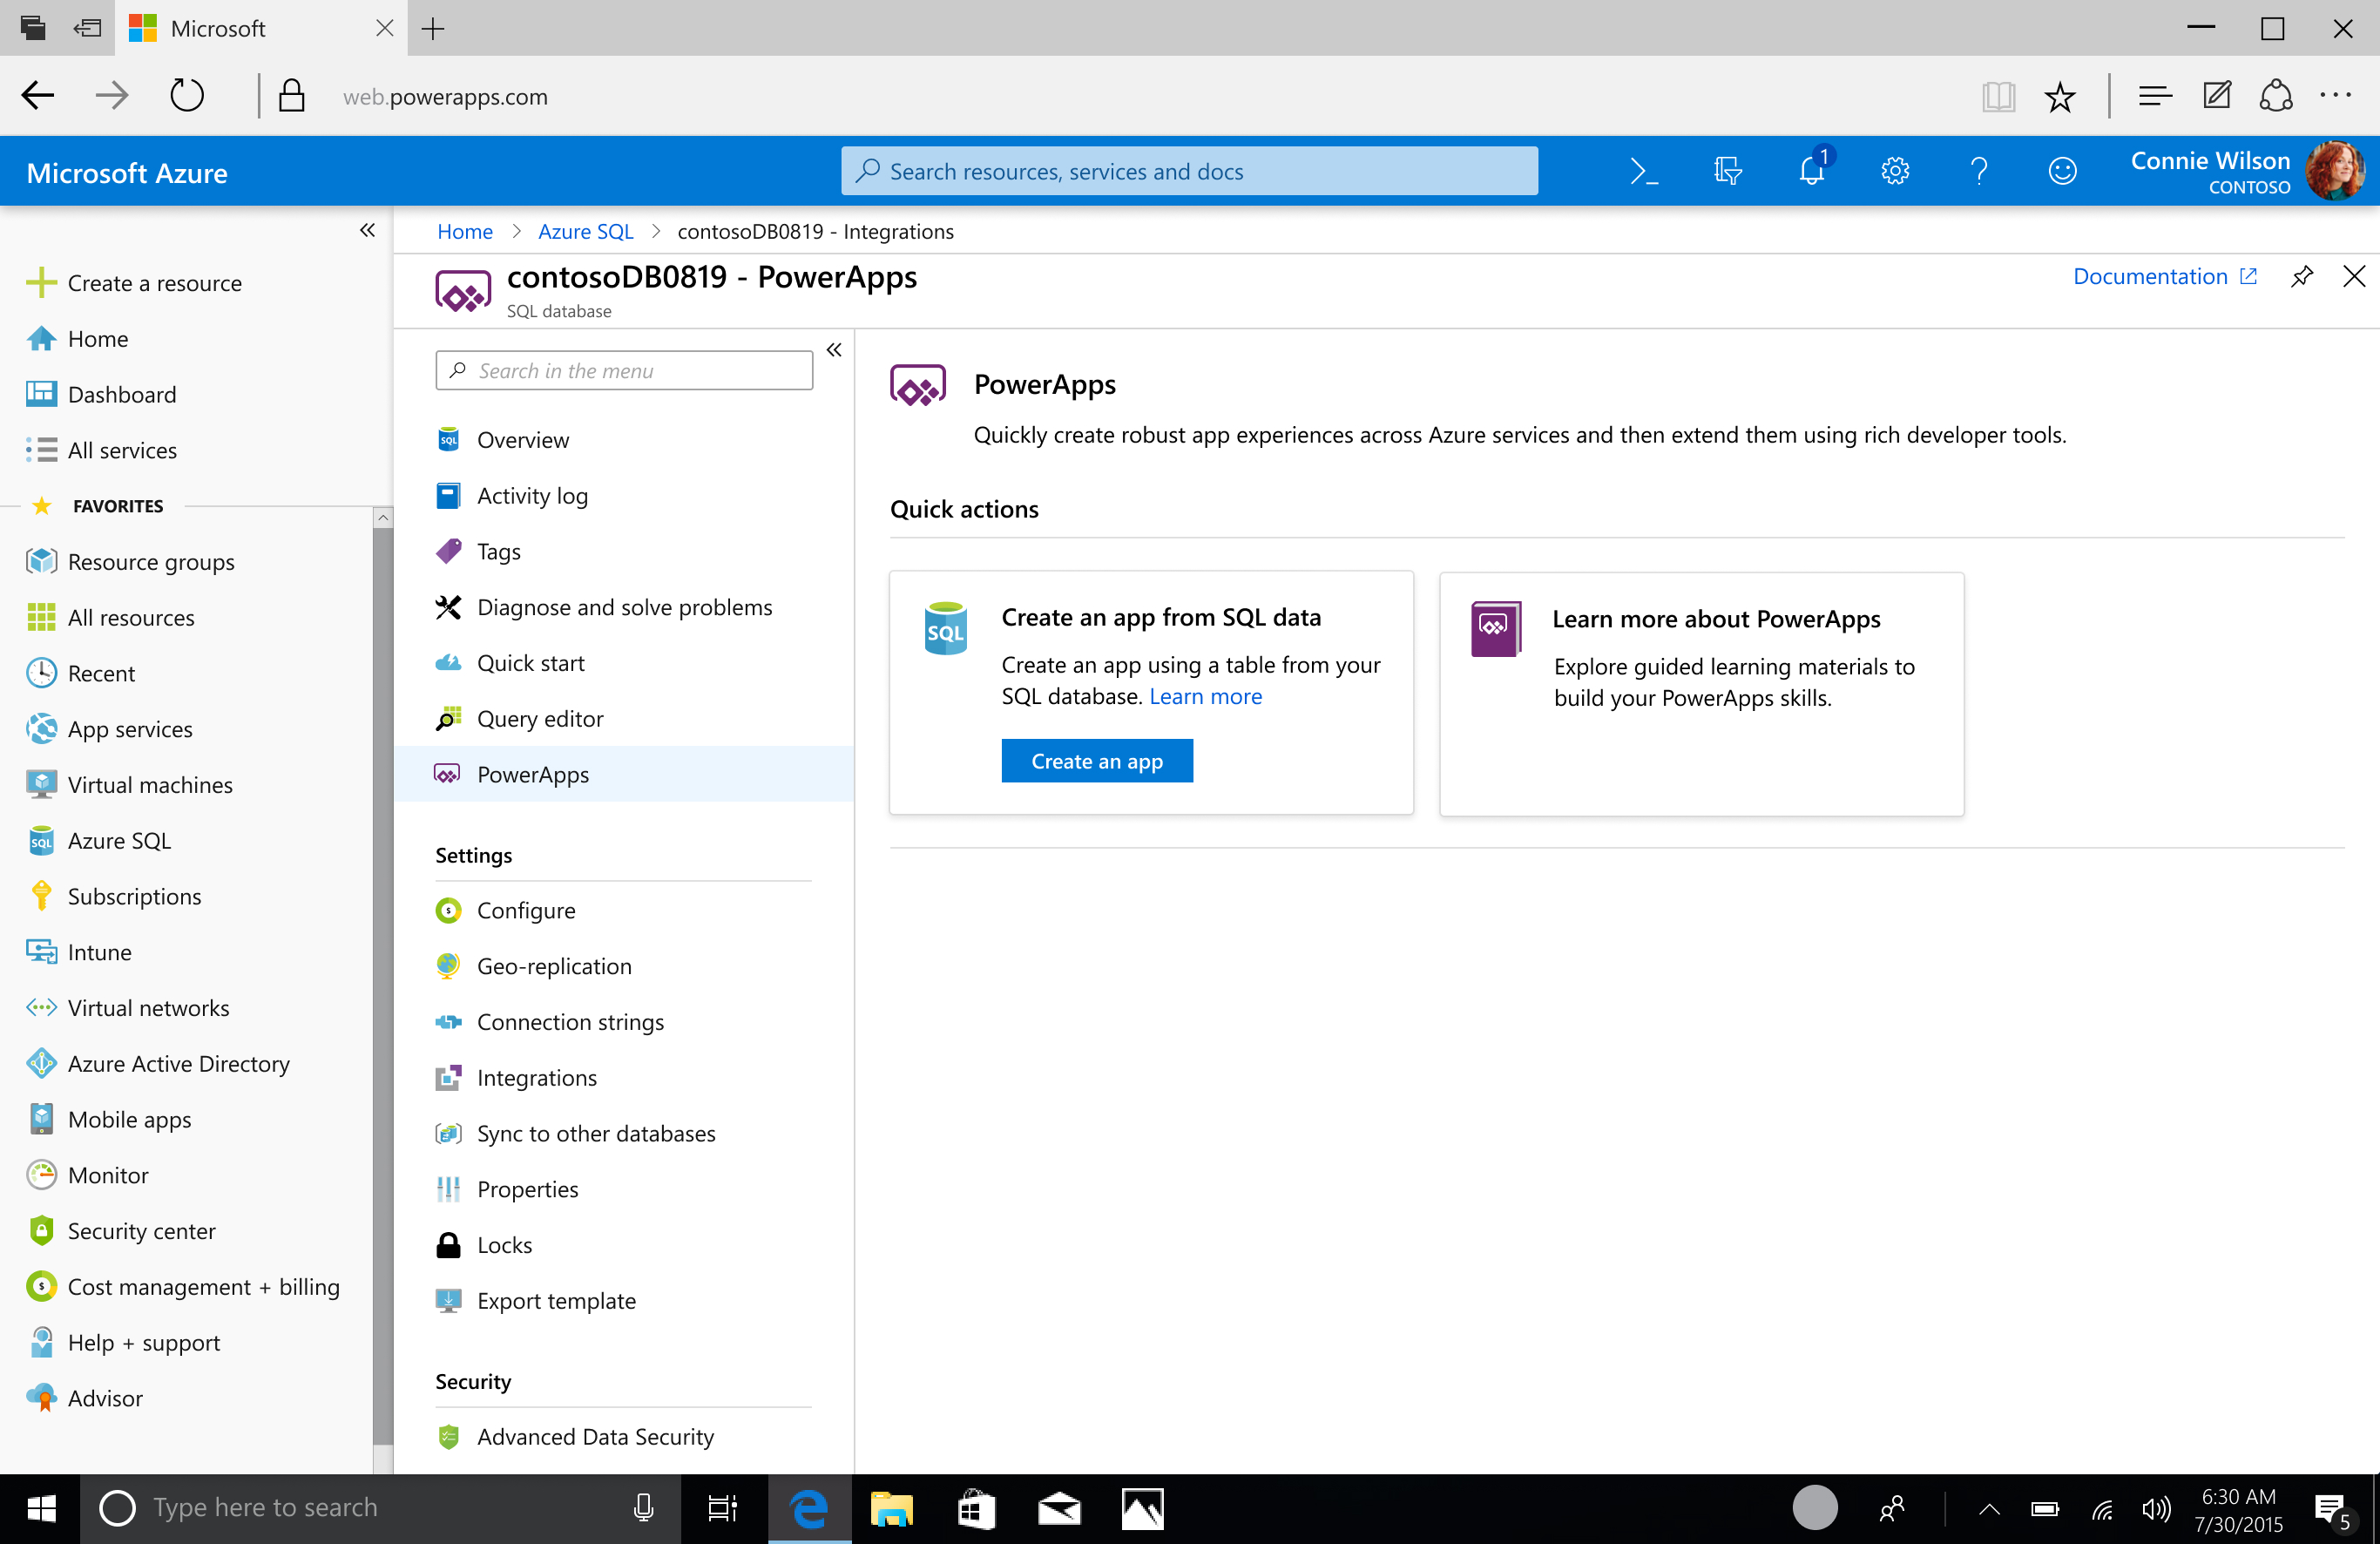 Microsoft
web.powerapps.com
Microsoft Azure
Search resources, services and docs
1
Connie Wilson
CONTOSO
Create a resource
Home
Dashboard
All services
FAVORITES
Resource groups
All resources
Recent
App services
Virtual machines
SQL
Azure SQL
Subscriptions
Intune
Virtual networks
Azure Active Directory
Mobile apps
Monitor
Security center
$
Cost management + billing
Help + support
Advisor
Home > Azure SQL > contosoDB0819 - Integrations
contosoDB0819 - PowerApps
SQL database
Documentation
Search in the menu
SQL
Overview
Activity log
Tags
Diagnose and solve problems
Quick start
Query editor
PowerApps
Settings
$
Configure
Geo-replication
Connection strings
Integrations
Sync to other databases
Properties
Locks
Export template
Security
Advanced Data Security
PowerApps
Quickly create robust app experiences across Azure services and then extend them using rich developer tools.
Quick actions
SQL
Create an app from SQL data
Create an app using a table from your
SQL database. Learn more
Create an app
Learn more about PowerApps
Explore guided learning materials to
build your PowerApps skills.
Type here to search
6:30 AM
7/30/2015
5